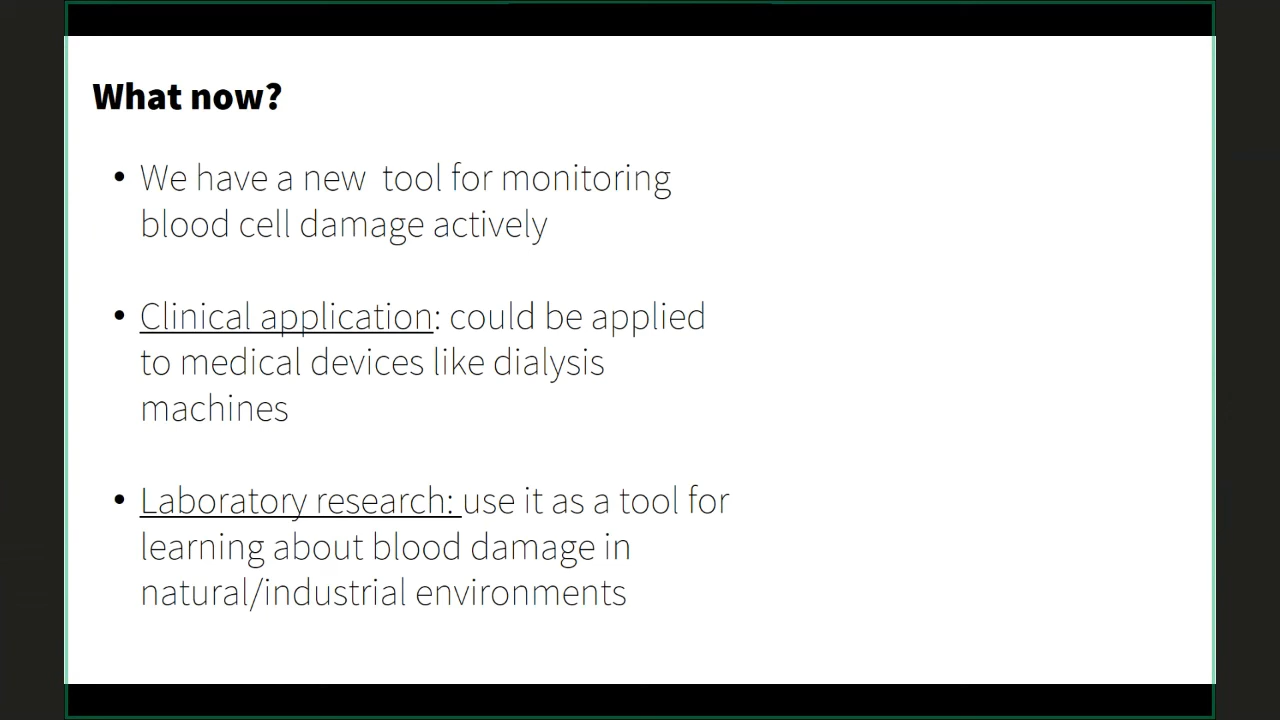 What now?
• We have a new  tool for monitoring
blood cell damage actively
• Clinical application: could be applied
to medical devices like dialysis
machines
• Laboratory research: use it as a tool for
learning about blood damage in
natural/industrial environments